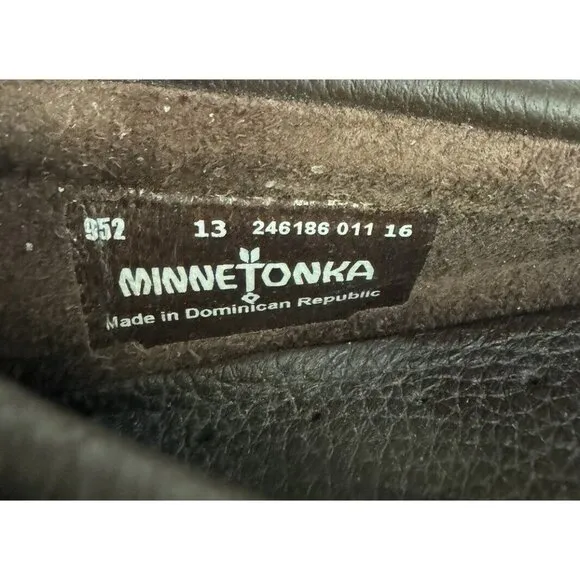 952 13 246186 011 16
MINNETONKA
Made in Dominican Republic